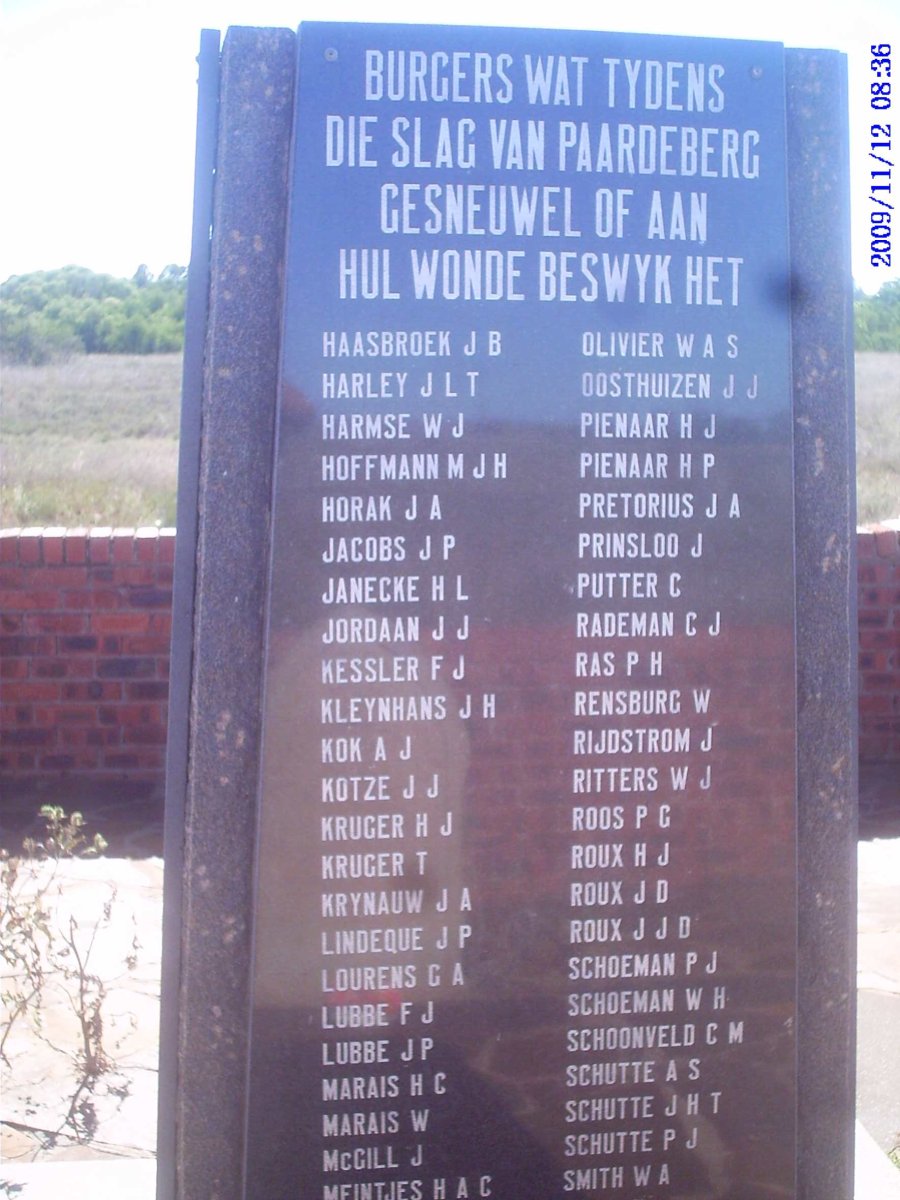 BURGERS WAT TYDENS
DIE SLAG VAN PAARDEBERG
GESNEUWEL OF AAN
HUL WONDE BESWYK HET
HAASBROEK J B
HARLEY J L T
HARMSE W J
HOFFMANN M J H
HORAK J A
JACOBS J P
JANECKE H L
JORDAAN J J
KESSLER F J
KLEYNHANS J H
KOK A J
KOTZE J J
KRUGER H J
KRUGER T
KRYNAUW J A
LINDEQUE J P
LOURENS G A
LUBBE F J
LUBBE J P
MARAIS H C
MARAIS W
McGILL J
MEINTJES H A C
OLIVIER W A S
OOSTHUIZEN J J
PIENAAR H J
PIENAAR H P
PRETORIUS J A
PRINSLOO J
PUTTER C
RADEMAN C J
RAS P H
RENSBURG W
RIJDSTROM J
RITTERS W J
ROOS P G
ROUX H J
ROUX J D
ROUX J J D
SCHOEMAN P J
SCHOEMAN W H
SCHOONVELD C M
SCHUTTE A S
SCHUTTE J H T
SCHUTTE P J
SMITH W A
2009/11/12 08:36